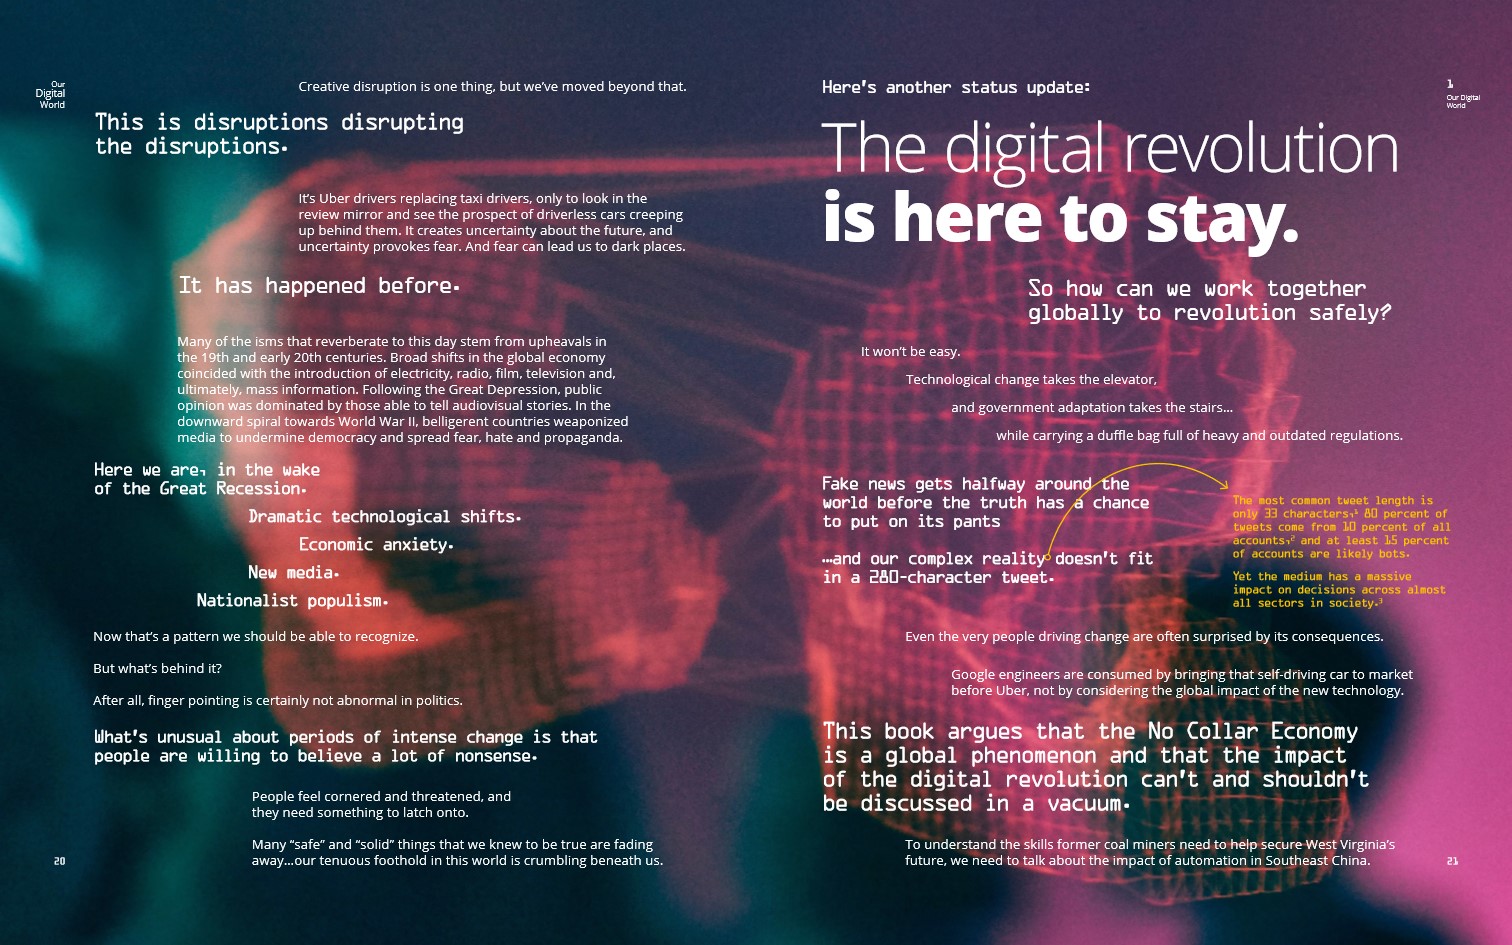 Our
Digital
World
Creative disruption is one thing, but we've moved beyond that.
This is disruptions disrupting
the disruptions.
It's Uber drivers replacing taxi drivers, only to look in the
review mirror and see the prospect of driverless cars creeping
up behind them. It creates uncertainty about the future, and
uncertainty provokes fear. And fear can lead us to dark places.
It has happened before.
Many of the isms that reverberate to this day stem from upheavals in
the 19th and early 20th centuries. Broad shifts in the global economy
coincided with the introduction of electricity, radio, film, television and,
ultimately, mass information. Following the Great Depression, public
opinion was dominated by those able to tell audiovisual stories. In the
downward spiral towards World War II, belligerent countries weaponized
media to undermine democracy and spread fear, hate and propaganda.
Here we are, in the wake
of the Great Recession.
Dramatic technological shifts.
Economic anxiety.
New media.
Nationalist populism.
Now that's a pattern we should be able to recognize.
But what's behind it?
After all, finger pointing is certainly not abnormal in politics.
What's unusual about periods of intense change is that
people are willing to believe a lot of nonsense.
People feel cornered and threatened, and
they need something to latch onto.
Many “safe” and “solid” things that we knew to be true are fading
away...our tenuous foothold in this world is crumbling beneath us.
20
Here's another status update:
1
Our Digital
World
The digital revolution
is here to stay.
So how can we work together
globally to revolution safely?
It won't be easy.
Technological change takes the elevator,
and government adaptation takes the stairs...
while carrying a duffle bag full of heavy and outdated regulations.
Fake news gets halfway around the
world before the truth has a chance
to put on its pants
...and our complex reality doesn't fit
in a 280-character tweet.
The most common tweet length is
only 33 characters,¹ 80 percent of
tweets come from 10 percent of all
accounts,² and at least 15 percent
of accounts are likely bots.
Yet the medium has a massive
impact on decisions across almost
all sectors in society.³
Even the very people driving change are often surprised by its consequences.
Google engineers are consumed by bringing that self-driving car to market
before Uber, not by considering the global impact of the new technology.
This book argues that the No Collar Economy
is a global phenomenon and that the impact
of the digital revolution can't and shouldn't
be discussed in a vacuum.
To understand the skills former coal miners need to help secure West Virginia's
future, we need to talk about the impact of automation in Southeast China.
21